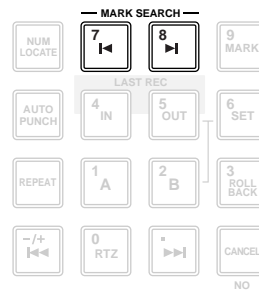 MARK SEARCH
7 8 9
NUM LOCATE MARK
LAST REC
AUTO PUNCH 4 IN 5 OUT 6 SET
REPEAT 1 A 2 B 3 ROLL BACK
–/+ 0 RTZ . CANCEL
NO